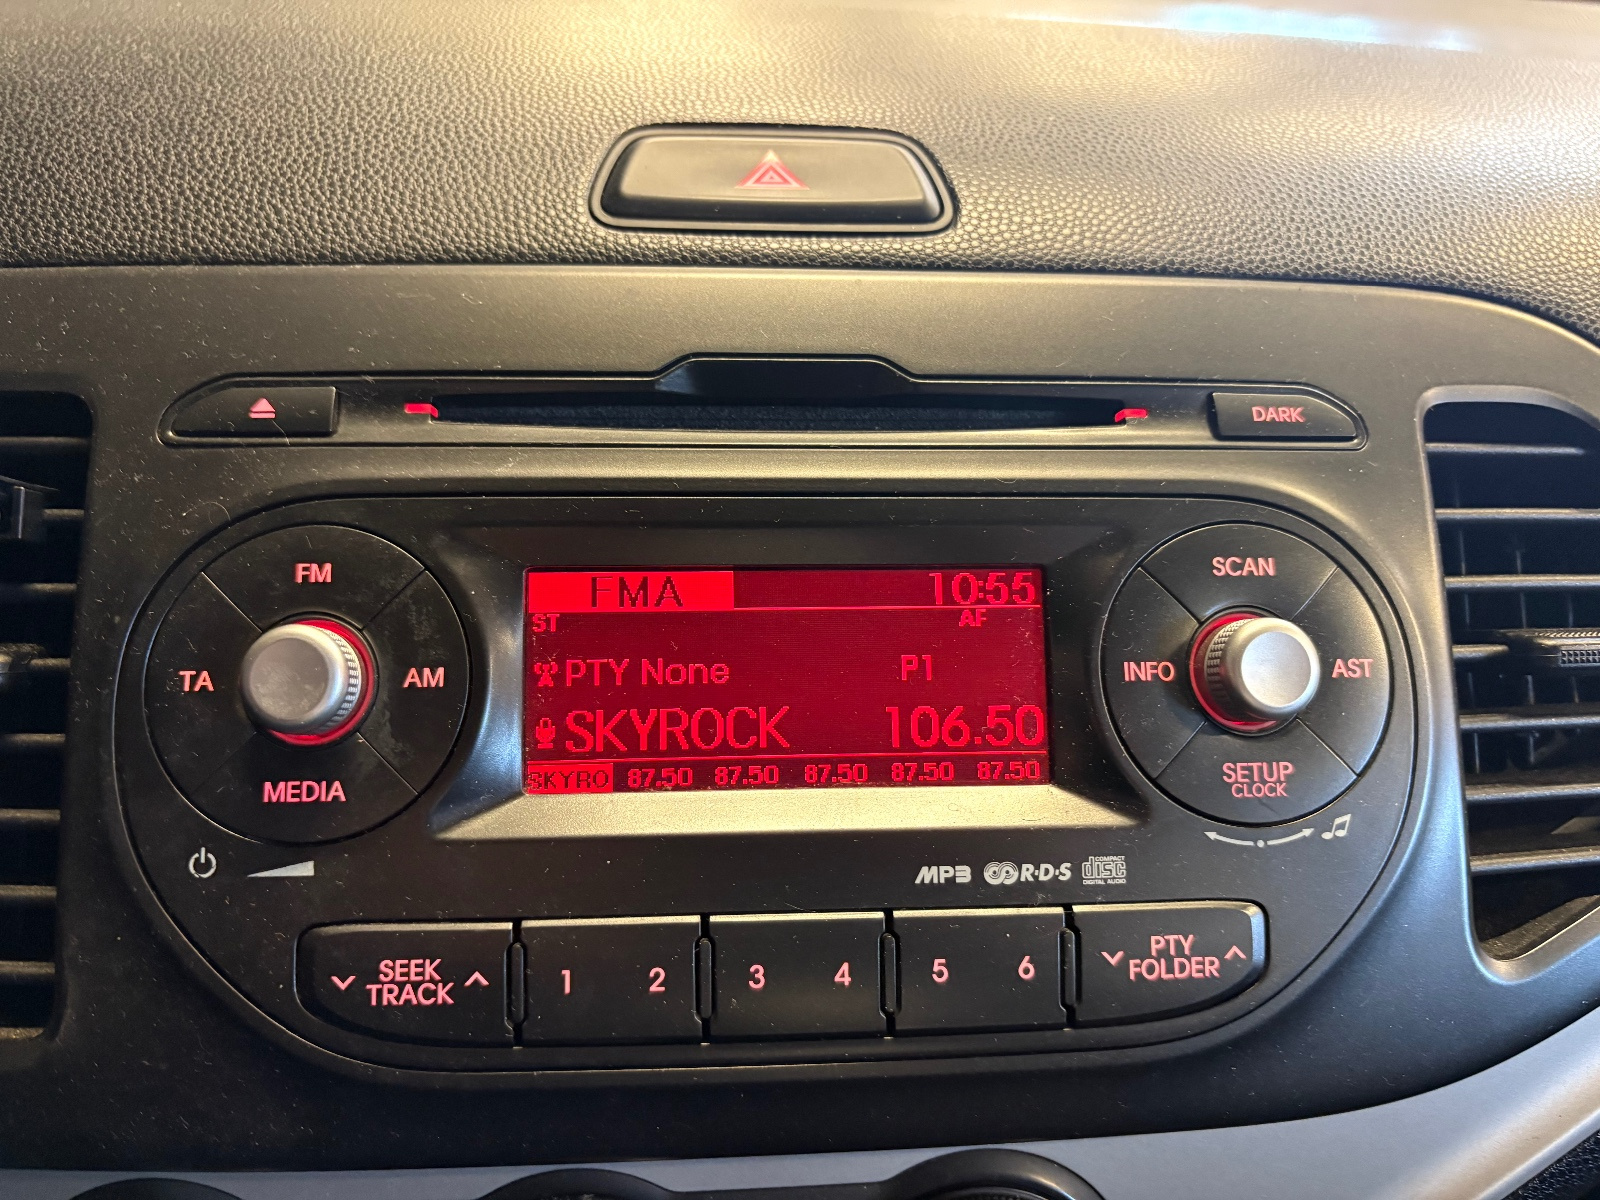 DARK
FM
TA
AM
MEDIA
FMA 10:55
ST AF
PTY None P1
SKYROCK 106.50
SKYRO 87.50 87.50 87.50 87.50 87.50
SCAN
INFO
AST
SETUP
CLOCK
MP3 R·D·S COMPACT disc DIGITAL AUDIO
SEEK
TRACK
1 2 3 4 5 6
PTY
FOLDER